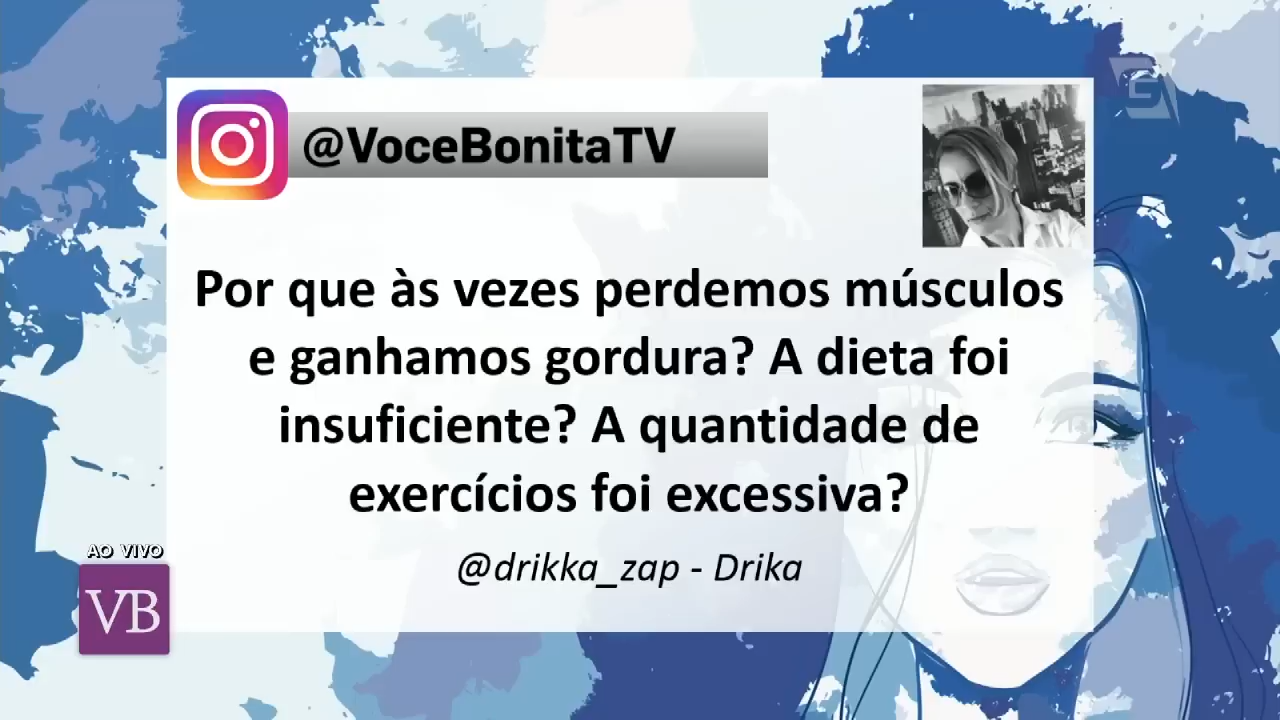 @VoceBonitaTV
Por que às vezes perdemos músculos
e ganhamos gordura? A dieta foi
insuficiente? A quantidade de
exercícios foi excessiva?
@drikka_zap - Drika
AO VIVO
VB